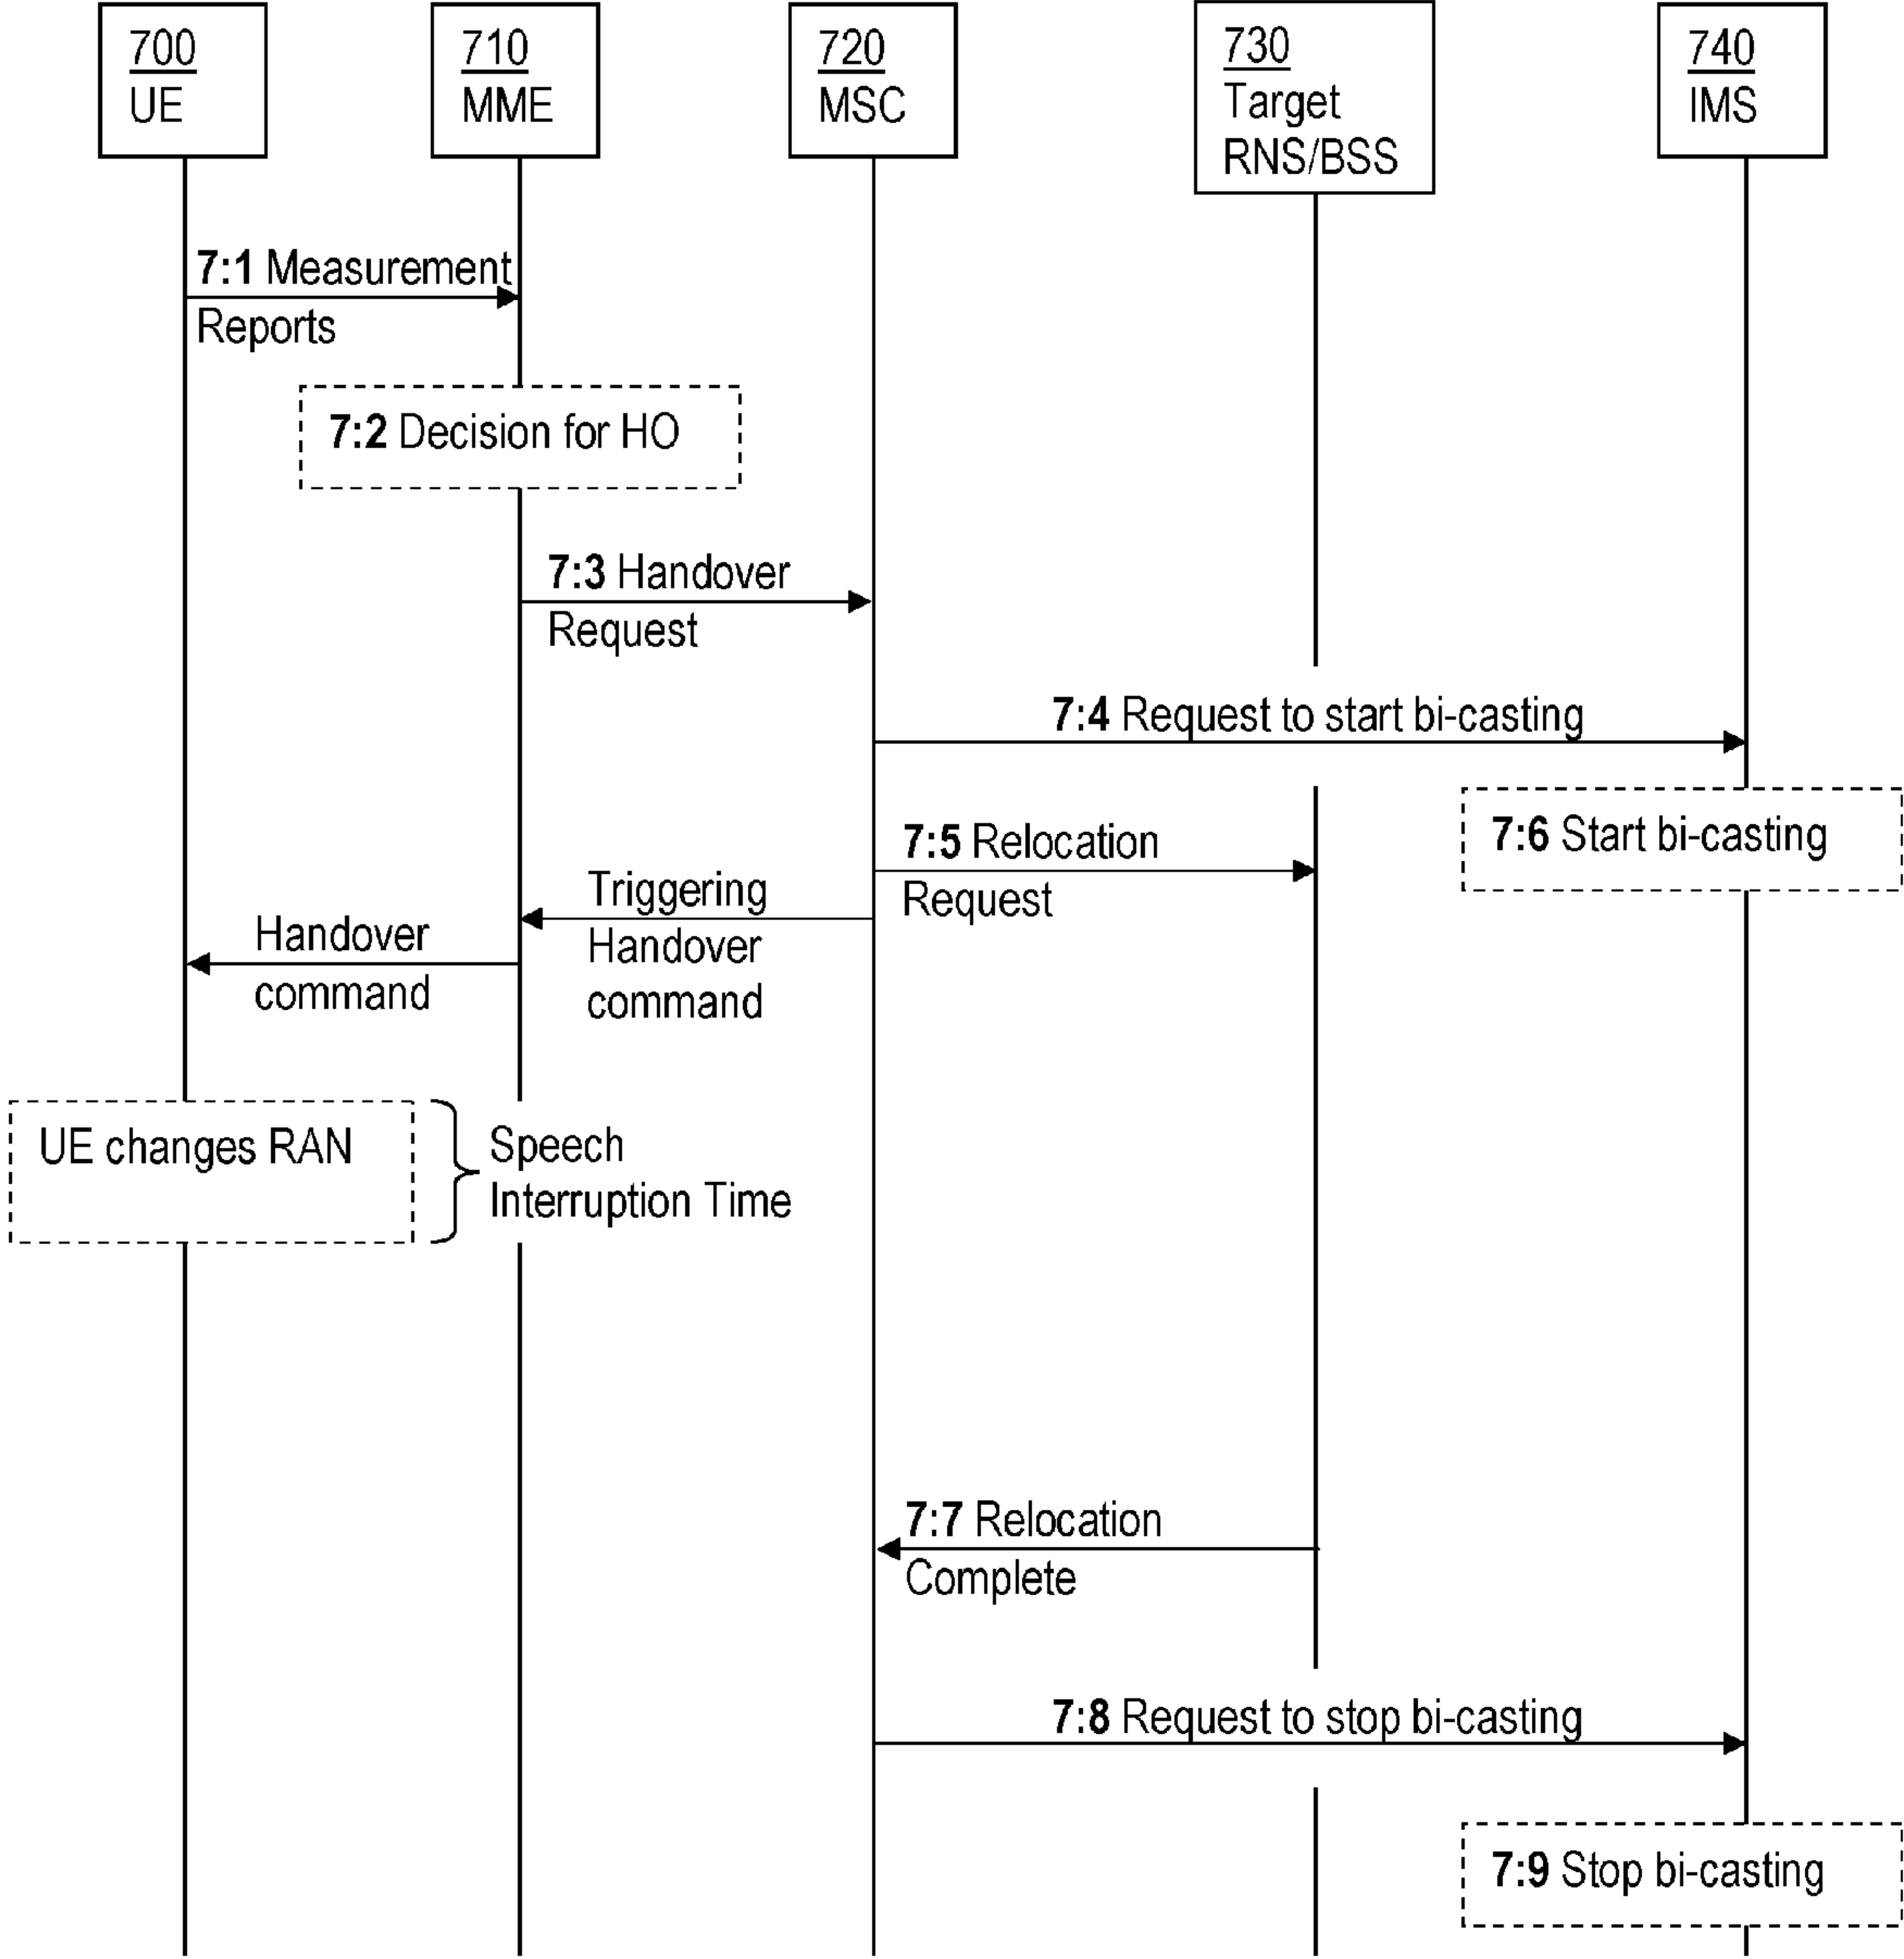 700
UE
710
MME
720
MSC
730
Target
RNS/BSS
740
IMS
7:1 Measurement
Reports
7:2 Decision for HO
7:3 Handover
Request
7:4 Request to start bi-casting
7:6 Start bi-casting
7:5 Relocation
Request
Triggering
Handover
command
Handover
command
UE changes RAN
Speech
Interruption Time
7:7 Relocation
Complete
7:8 Request to stop bi-casting
7:9 Stop bi-casting